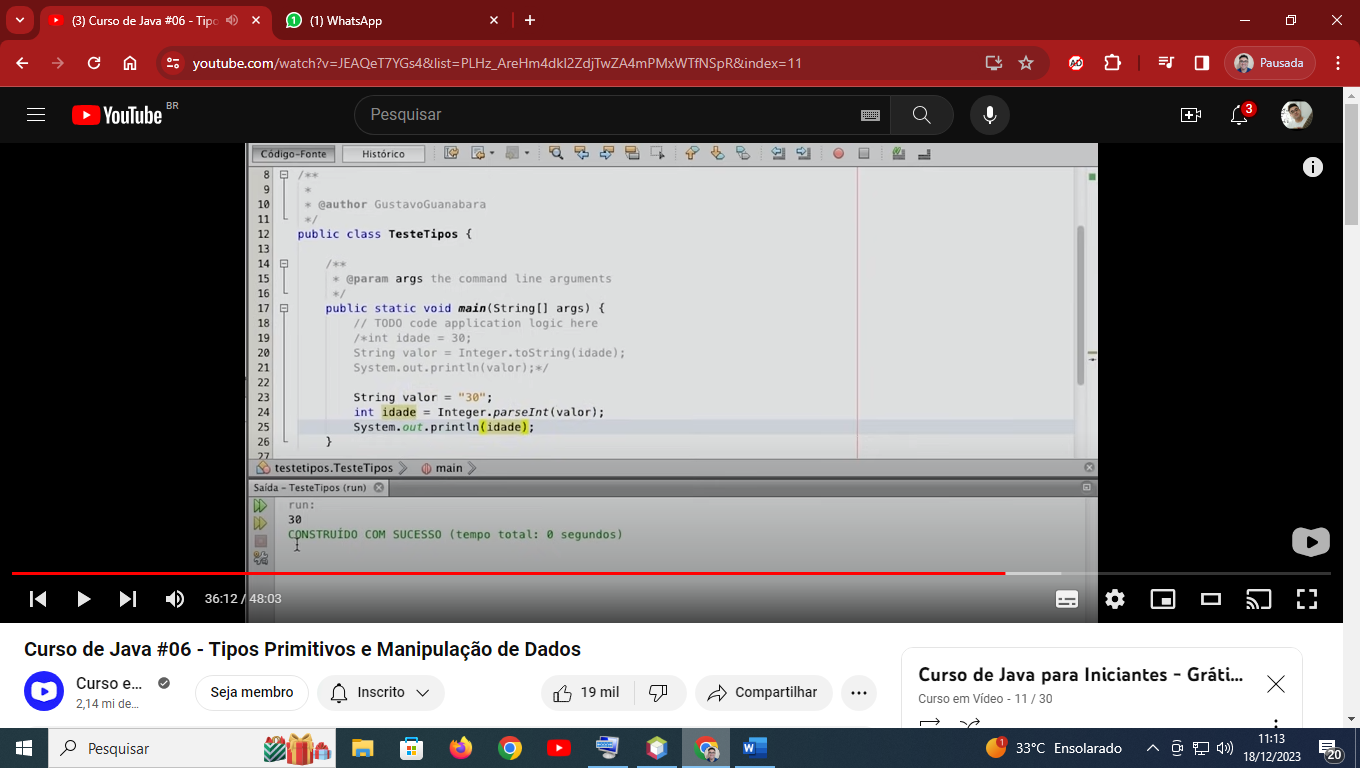 (3) Curso de Java #06 - Tipo
(1) WhatsApp
youtube.com/watch?v=JEAQeT7YGs4&list=PLHz_AreHm4dkI2ZdjTwZA4mPMxWTfNSpR&index=11
Pausada
YouTube BR
Pesquisar
3
Código-Fonte Histórico
8 /**
9 *
10 * @author GustavoGuanabara
11 */
12 public class TesteTipos {
13
14 /**
15 * @param args the command line arguments
16 */
17 public static void main(String[] args) {
18 // TODO code application logic here
19 /*int idade = 30;
20 String valor = Integer.toString(idade);
21 System.out.println(valor);*/
22
23 String valor = "30";
24 int idade = Integer.parseInt(valor);
25 System.out.println(idade);
26 }
27
testetipos.TesteTipos main
Saída - TesteTipos (run)
run:
30
CONSTRUÍDO COM SUCESSO (tempo total: 0 segundos)
36:12 / 48:03
Curso de Java #06 - Tipos Primitivos e Manipulação de Dados
Curso e...
2,14 mi de...
Seja membro
Inscrito
19 mil
Compartilhar
Curso de Java para Iniciantes - Gráti...
Curso em Vídeo - 11 / 30
Pesquisar
33°C Ensolarado
11:13
18/12/2023
20